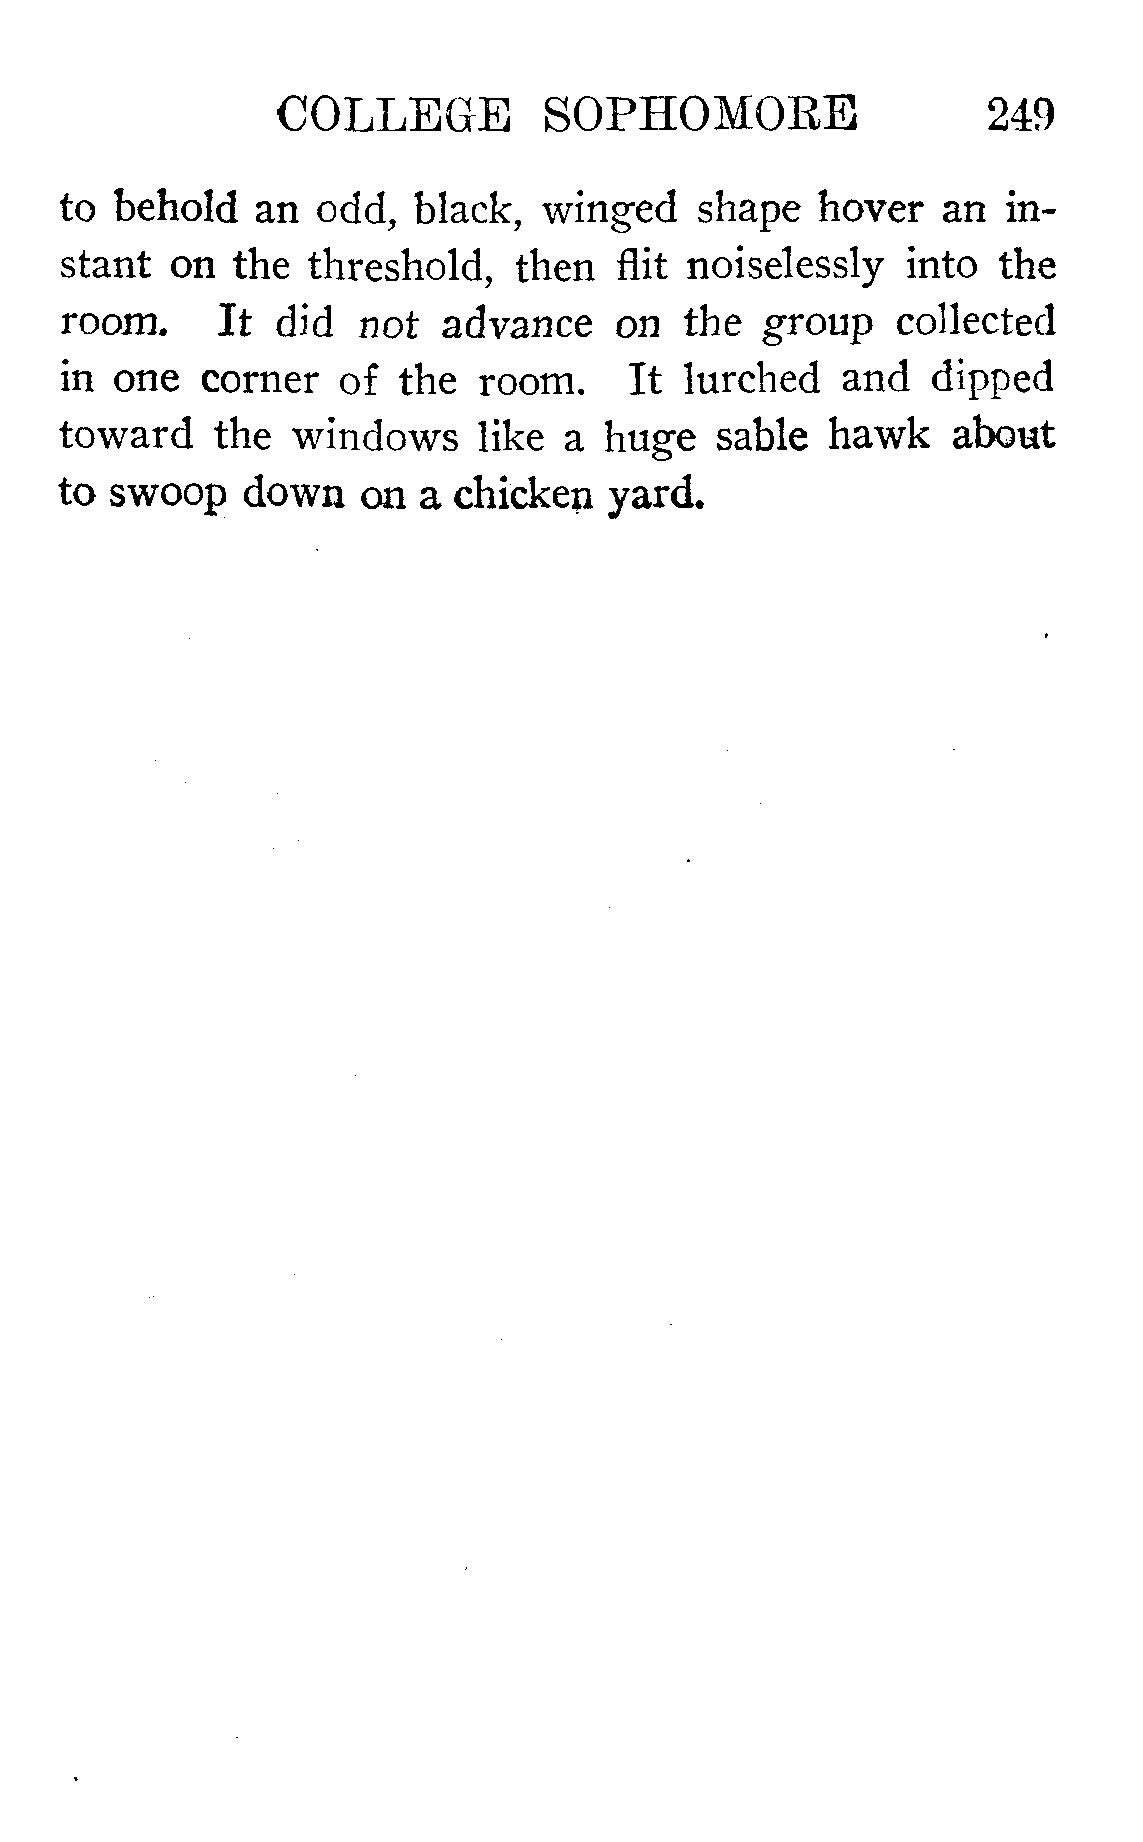 COLLEGE SOPHOMORE 249
to behold an odd, black, winged shape hover an in-
stant on the threshold, then flit noiselessly into the
room. It did not advance on the group collected
in one corner of the room. It lurched and dipped
toward the windows like a huge sable hawk about
to swoop down on a chicken yard.